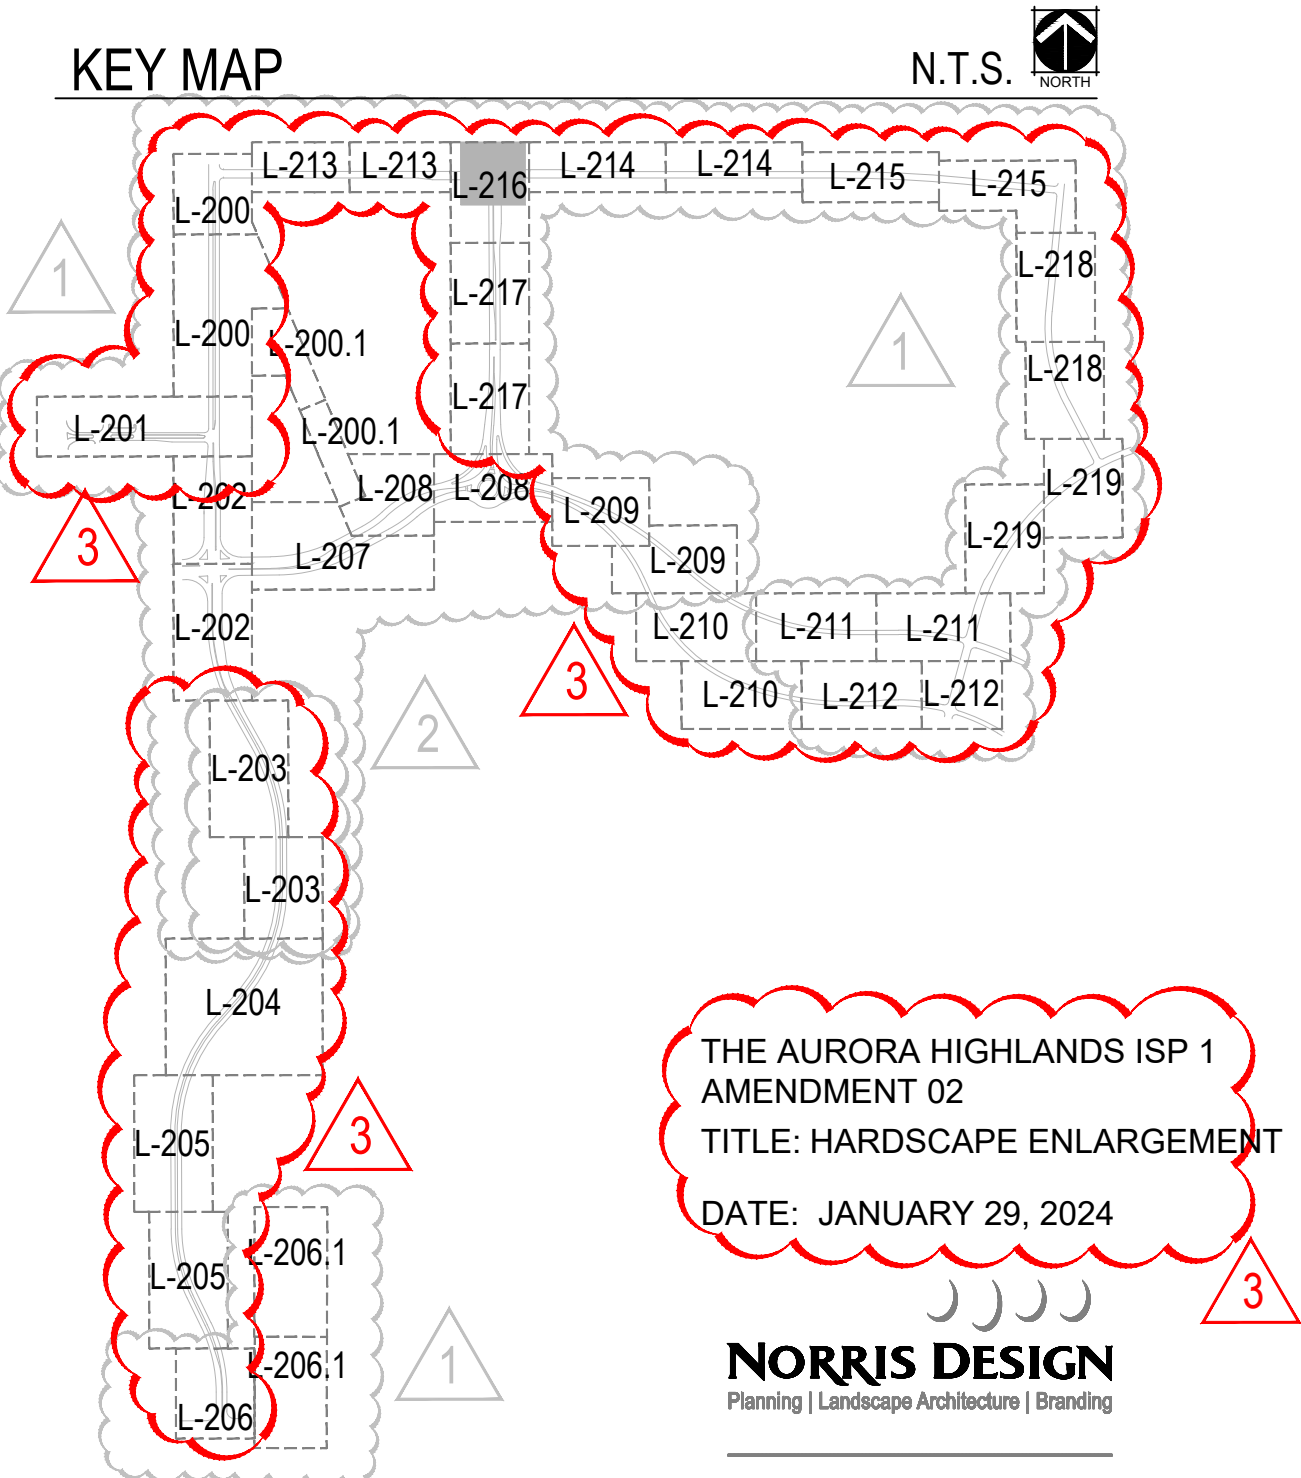 KEY MAP
N.T.S.
NORTH
L-213
L-213
L-216
L-214
L-214
L-215
L-215
L-200
1
L-218
L-217
L-200
L-200.1
1
L-218
L-217
L-201
L-200.1
L-208
L-208
L-219
L-202
L-209
L-219
3
L-207
L-209
L-202
L-210
L-211
L-211
3
L-210
L-212
L-212
2
L-203
L-203
L-204
THE AURORA HIGHLANDS ISP 1
AMENDMENT 02
TITLE: HARDSCAPE ENLARGEMENT
DATE: JANUARY 29, 2024
3
L-205
3
L-206.1
L-205
L-206.1
1
L-206
NORRIS DESIGN
Planning | Landscape Architecture | Branding